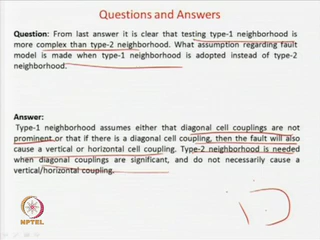 Questions and Answers
Question: From last answer it is clear that testing type-1 neighborhood is
more complex than type-2 neighborhood. What assumption regarding fault
model is made when type-1 neighborhood is adopted instead of type-2
neighborhood.
Answer:
Type-1 neighborhood assumes either that diagonal cell couplings are not
prominent or that if there is a diagonal cell coupling, then the fault will also
cause a vertical or horizontal cell coupling. Type-2 neighborhood is needed
when diagonal couplings are significant, and do not necessarily cause a
vertical/horizontal coupling.
NPTEL